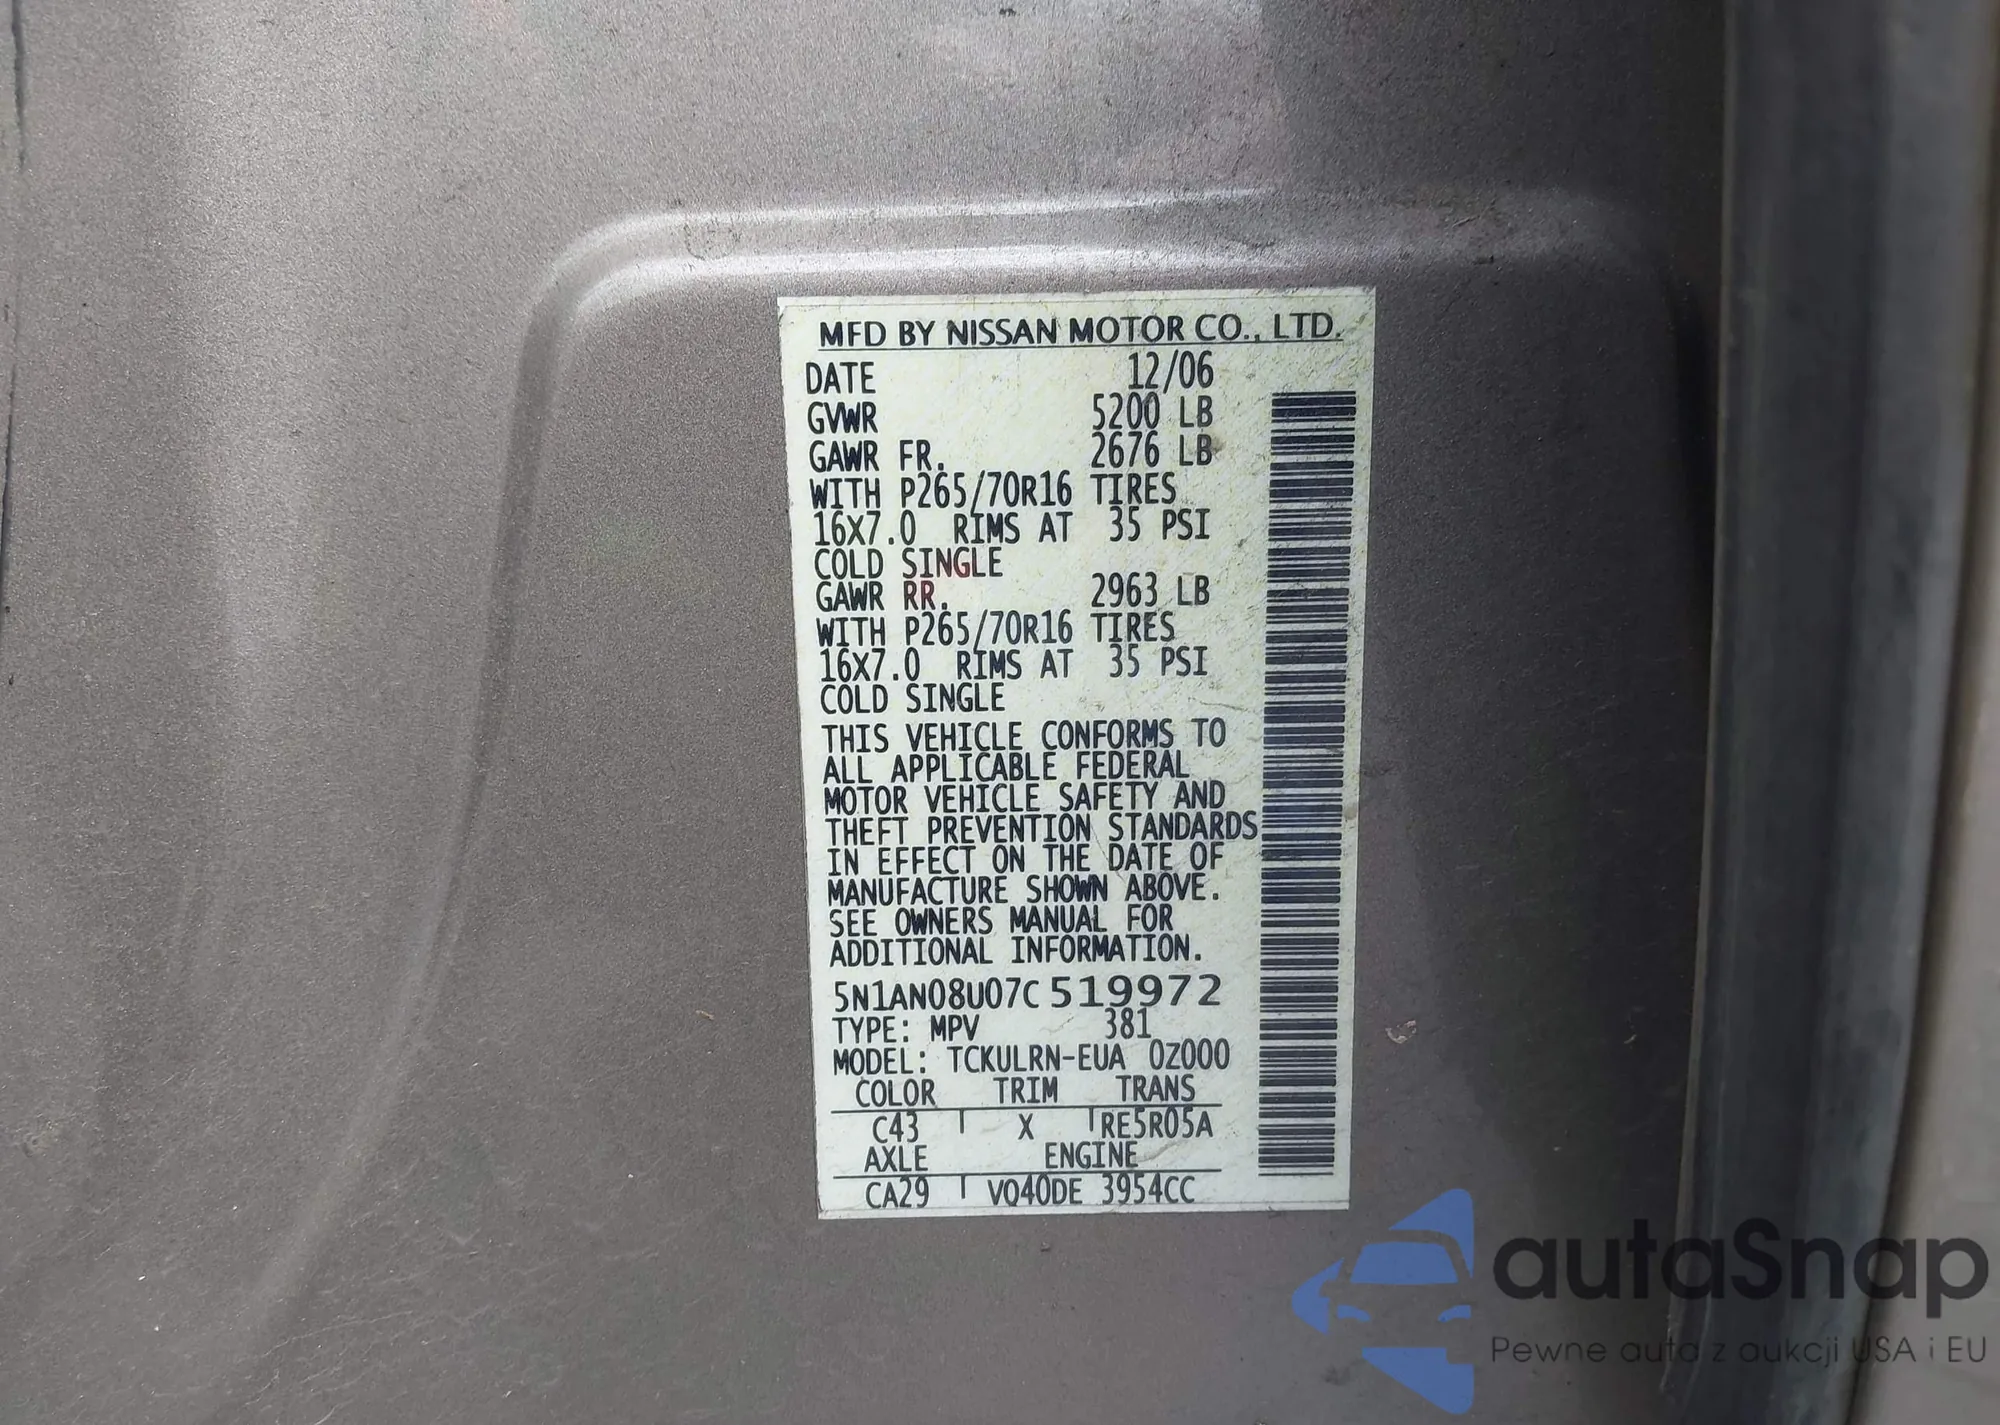 MFD BY NISSAN MOTOR CO., LTD.
DATE 12/06
GVWR 5200 LB
GAWR FR. 2676 LB
WITH P265/70R16 TIRES
16X7.0 RIMS AT 35 PSI
COLD SINGLE
GAWR RR. 2963 LB
WITH P265/70R16 TIRES
16X7.0 RIMS AT 35 PSI
COLD SINGLE
THIS VEHICLE CONFORMS TO
ALL APPLICABLE FEDERAL
MOTOR VEHICLE SAFETY AND
THEFT PREVENTION STANDARDS
IN EFFECT ON THE DATE OF
MANUFACTURE SHOWN ABOVE.
SEE OWNERS MANUAL FOR
ADDITIONAL INFORMATION.
5N1AN08U07C519972
TYPE: MPV 381
MODEL: TCKULRN-EUA 0Z000
COLOR TRIM TRANS
C43 X RE5R05A
AXLE ENGINE
CA29 VQ40DE 3954CC
autaSnap
Pewne auta z aukcji USA i EU